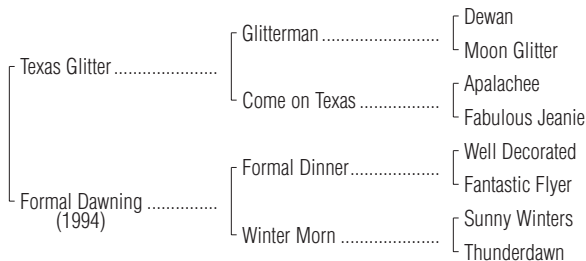 Dewan
Glitterman ........................................
Moon Glitter
Texas Glitter ......................
Apalachee
Come on Texas ..........................
Fabulous Jeanie
Well Decorated
Formal Dinner .............................
Fantastic Flyer
Formal Dawning ...............
(1994)
Sunny Winters
Winter Morn ................................
Thunderdawn